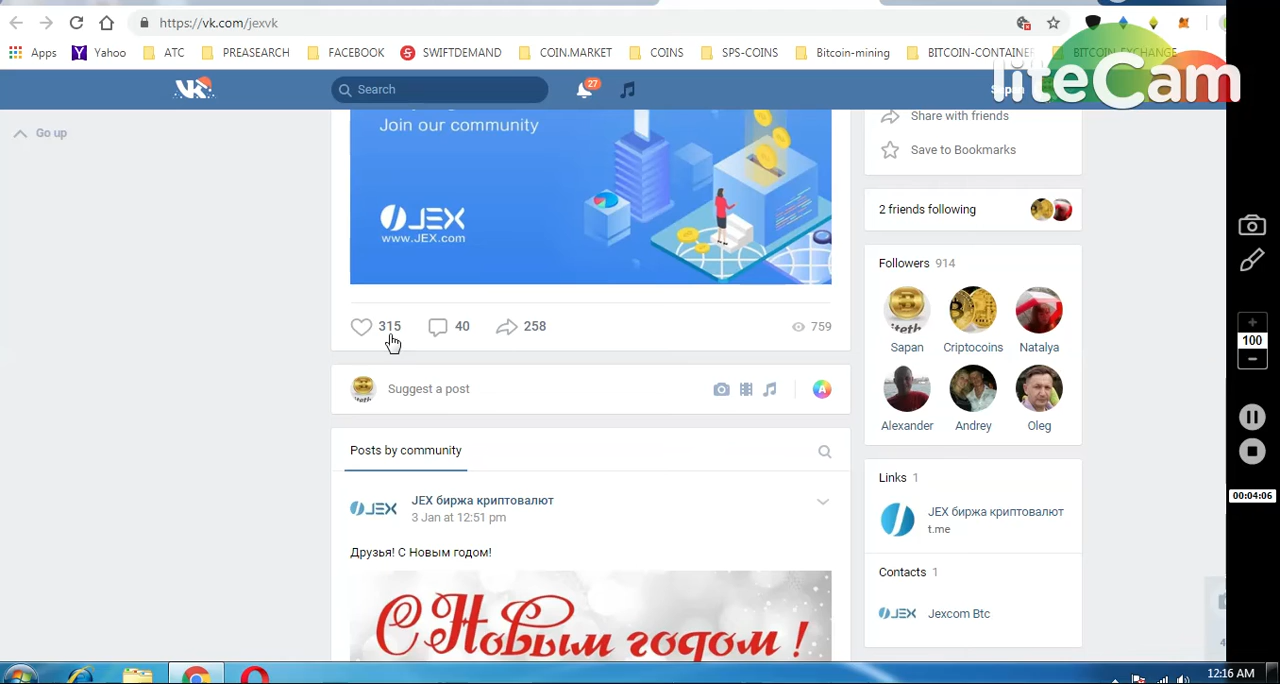 https://vk.com/jexvk
Apps Yahoo ATC PREASEARCH FACEBOOK SWIFTDEMAND COIN.MARKET COINS SPS-COINS Bitcoin-mining BITCOIN-CONTAINER BITCOIN-EXCHANGE
liteCam
Search
27
Go up
Join our community
JEX
www.JEX.com
315 40 258 759
Suggest a post
Posts by community
JEX
JEX биржа криптовалют
3 Jan at 12:51 pm
Друзья! С Новым годом!
С Новым годом!
Share with friends
Save to Bookmarks
2 friends following
Followers 914
Sapan Criptocoins Natalya
Alexander Andrey Oleg
Links 1
JEX биржа криптовалют
t.me
Contacts 1
JEX
Jexcom Btc
100
00:04:06
12:16 AM